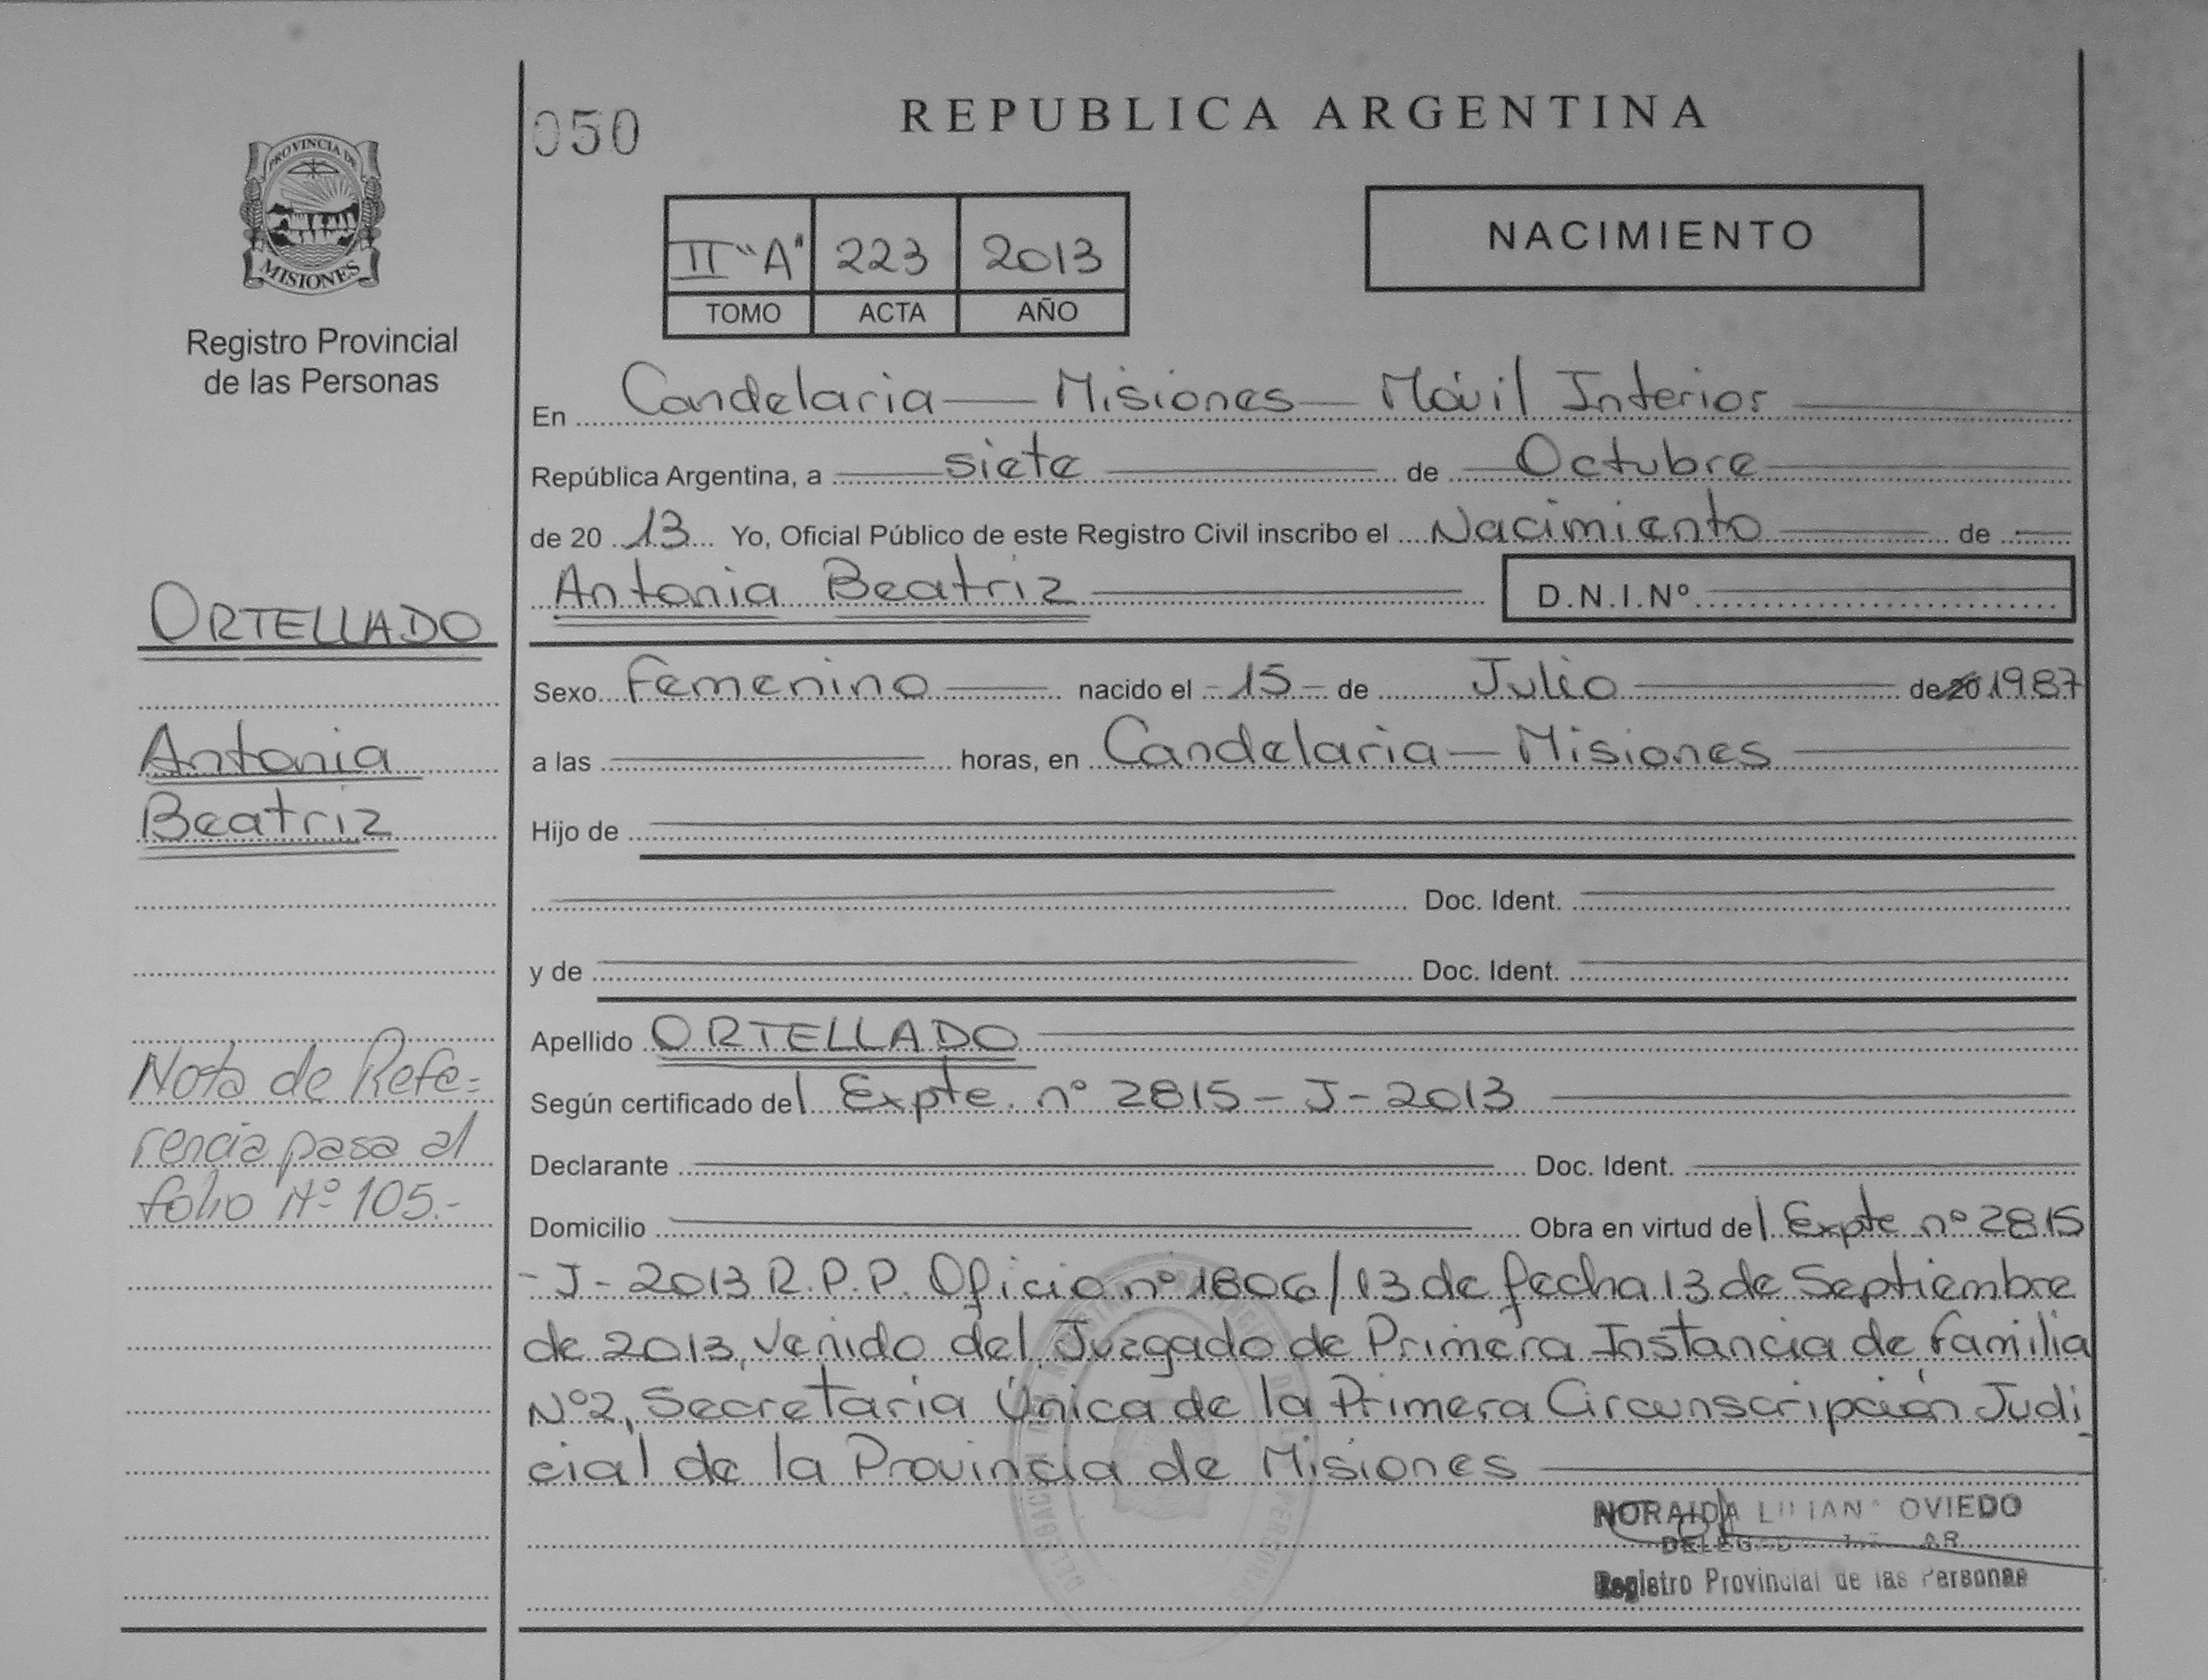 050
REPUBLICA ARGENTINA
PROVINCIA DE
MISIONES
Registro Provincial
de las Personas
II "A" 223 2013
TOMO ACTA AÑO
NACIMIENTO
En Candelaria — Misiones — Móvil Interior
República Argentina, a siete de Octubre
de 20 13 Yo, Oficial Público de este Registro Civil inscribo el Nacimiento de
Antonia Beatriz D.N.I.Nº
Sexo Femenino nacido el - 15 - de Julio de 20 1987
a las horas, en Candelaria — Misiones
Hijo de
Doc. Ident.
y de Doc. Ident.
Apellido ORTELLADO
Según certificado del Expte. nº 2815 - J - 2013
Declarante Doc. Ident.
Domicilio Obra en virtud del Expte nº 2815
- J - 2013 R.P.P. Oficio nº 1806/13 de fecha 13 de Septiembre
de 2013, venido del Juzgado de Primera Instancia de Familia
Nº2, Secretaria Única de la Primera Circunscripción Judi
cial de la Provincia de Misiones
NORAIDA LILIANA OVIEDO
Registro Provincial de las Personas
ORTELLADO
Antonia
Beatriz
Nota de Refe=
rencia pasa al
folio Nº 105.-